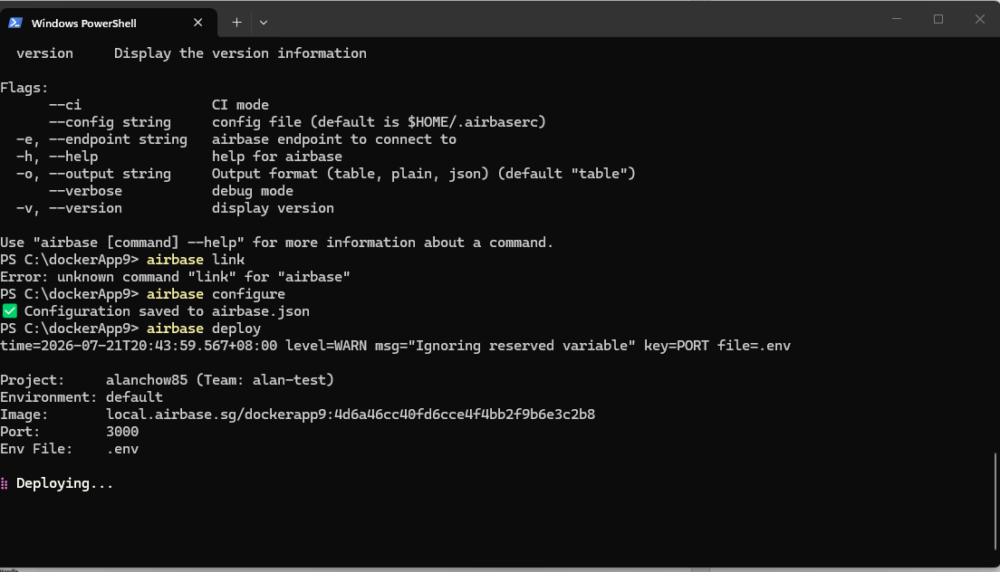 Windows PowerShell
version     Display the version information
Flags:
--ci                CI mode
--config string     config file (default is $HOME/.airbaserc)
-e, --endpoint string   airbase endpoint to connect to
-h, --help              help for airbase
-o, --output string     Output format (table, plain, json) (default "table")
--verbose           debug mode
-v, --version           display version
Use "airbase [command] --help" for more information about a command.
PS C:\dockerApp9> airbase link
Error: unknown command "link" for "airbase"
PS C:\dockerApp9> airbase configure
✅ Configuration saved to airbase.json
PS C:\dockerApp9> airbase deploy
time=2026-07-21T20:43:59.567+08:00 level=WARN msg="Ignoring reserved variable" key=PORT file=.env
Project:     alanchow85 (Team: alan-test)
Environment: default
Image:       local.airbase.sg/dockerapp9:4d6a46cc40fd6cce4f4bb2f9b6e3c2b8
Port:        3000
Env File:    .env
Deploying...